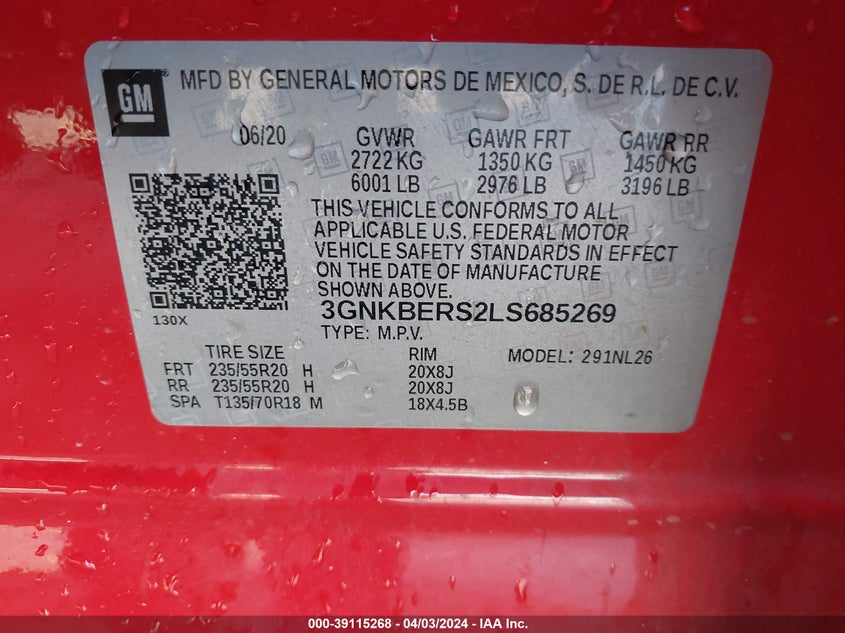 GM ® MFD BY GENERAL MOTORS DE MEXICO, S. DE R.L. DE C.V.
06/20 GVWR GAWR FRT GAWR RR
2722 KG 1350 KG 1450 KG
6001 LB 2976 LB 3196 LB
THIS VEHICLE CONFORMS TO ALL
APPLICABLE U.S. FEDERAL MOTOR
VEHICLE SAFETY STANDARDS IN EFFECT
ON THE DATE OF MANUFACTURE
SHOWN ABOVE.
3GNKBERS2LS685269
130X
TYPE: M.P.V.
TIRE SIZE RIM MODEL: 291NL26
FRT 235/55R20 H 20X8J
RR 235/55R20 H 20X8J
SPA T135/70R18 M 18X4.5B
000-39115268 - 04/03/2024 - IAA Inc.